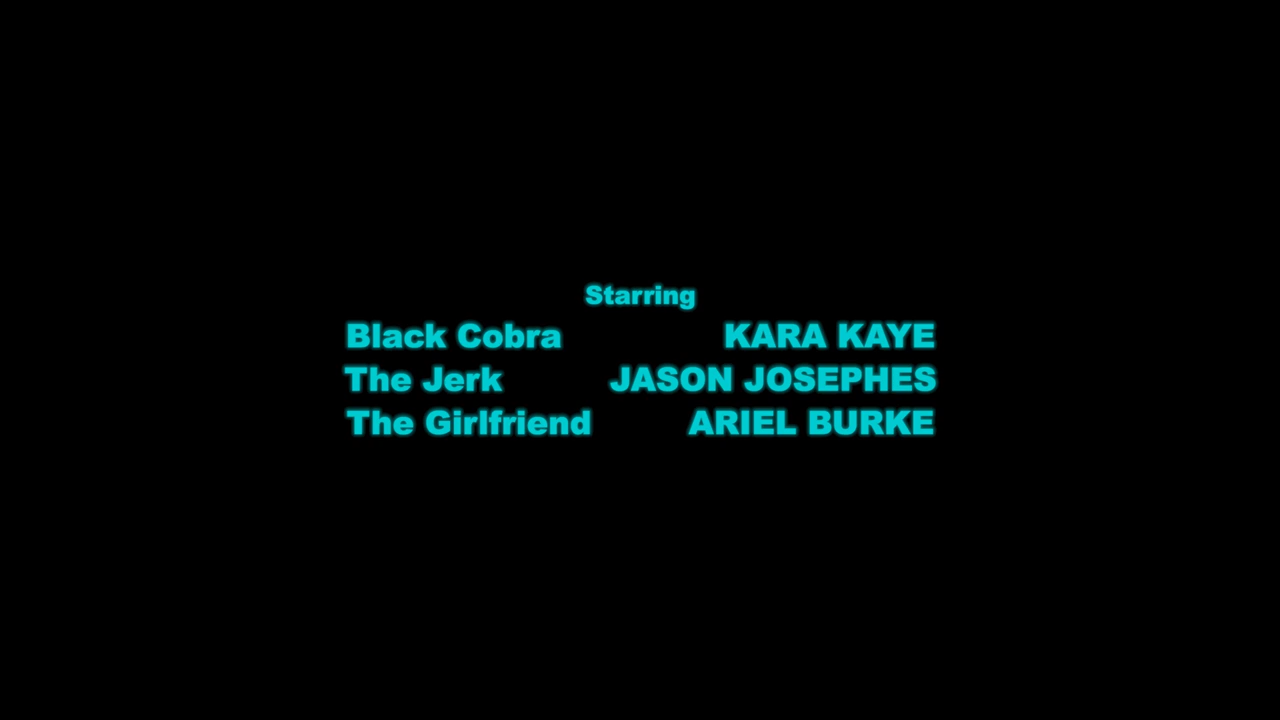 Starring
Black Cobra KARA KAYE
The Jerk JASON JOSEPHES
The Girlfriend ARIEL BURKE